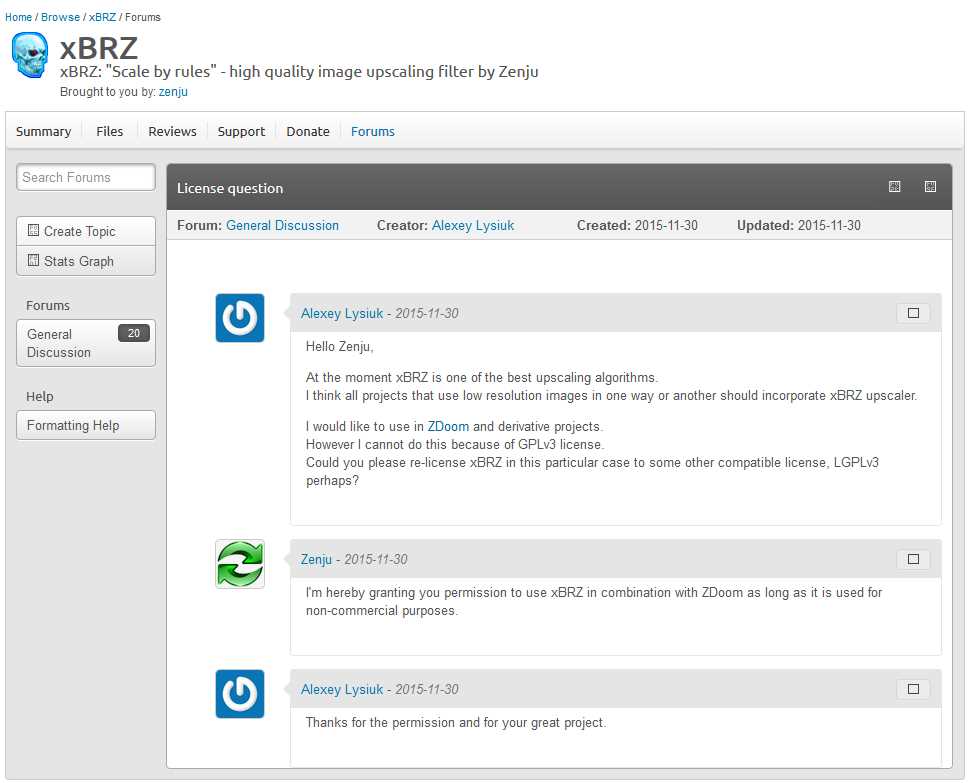 Home / Browse / xBRZ / Forums
xBRZ
xBRZ: "Scale by rules" - high quality image upscaling filter by Zenju
Brought to you by: zenju
Summary Files Reviews Support Donate Forums
Search Forums
Create Topic
Stats Graph
Forums
General Discussion 20
Help
Formatting Help
License question
Forum: General Discussion Creator: Alexey Lysiuk Created: 2015-11-30 Updated: 2015-11-30
Alexey Lysiuk - 2015-11-30
Hello Zenju,
At the moment xBRZ is one of the best upscaling algorithms.
I think all projects that use low resolution images in one way or another should incorporate xBRZ upscaler.
I would like to use in ZDoom and derivative projects.
However I cannot do this because of GPLv3 license.
Could you please re-license xBRZ in this particular case to some other compatible license, LGPLv3
perhaps?
Zenju - 2015-11-30
I'm hereby granting you permission to use xBRZ in combination with ZDoom as long as it is used for
non-commercial purposes.
Alexey Lysiuk - 2015-11-30
Thanks for the permission and for your great project.